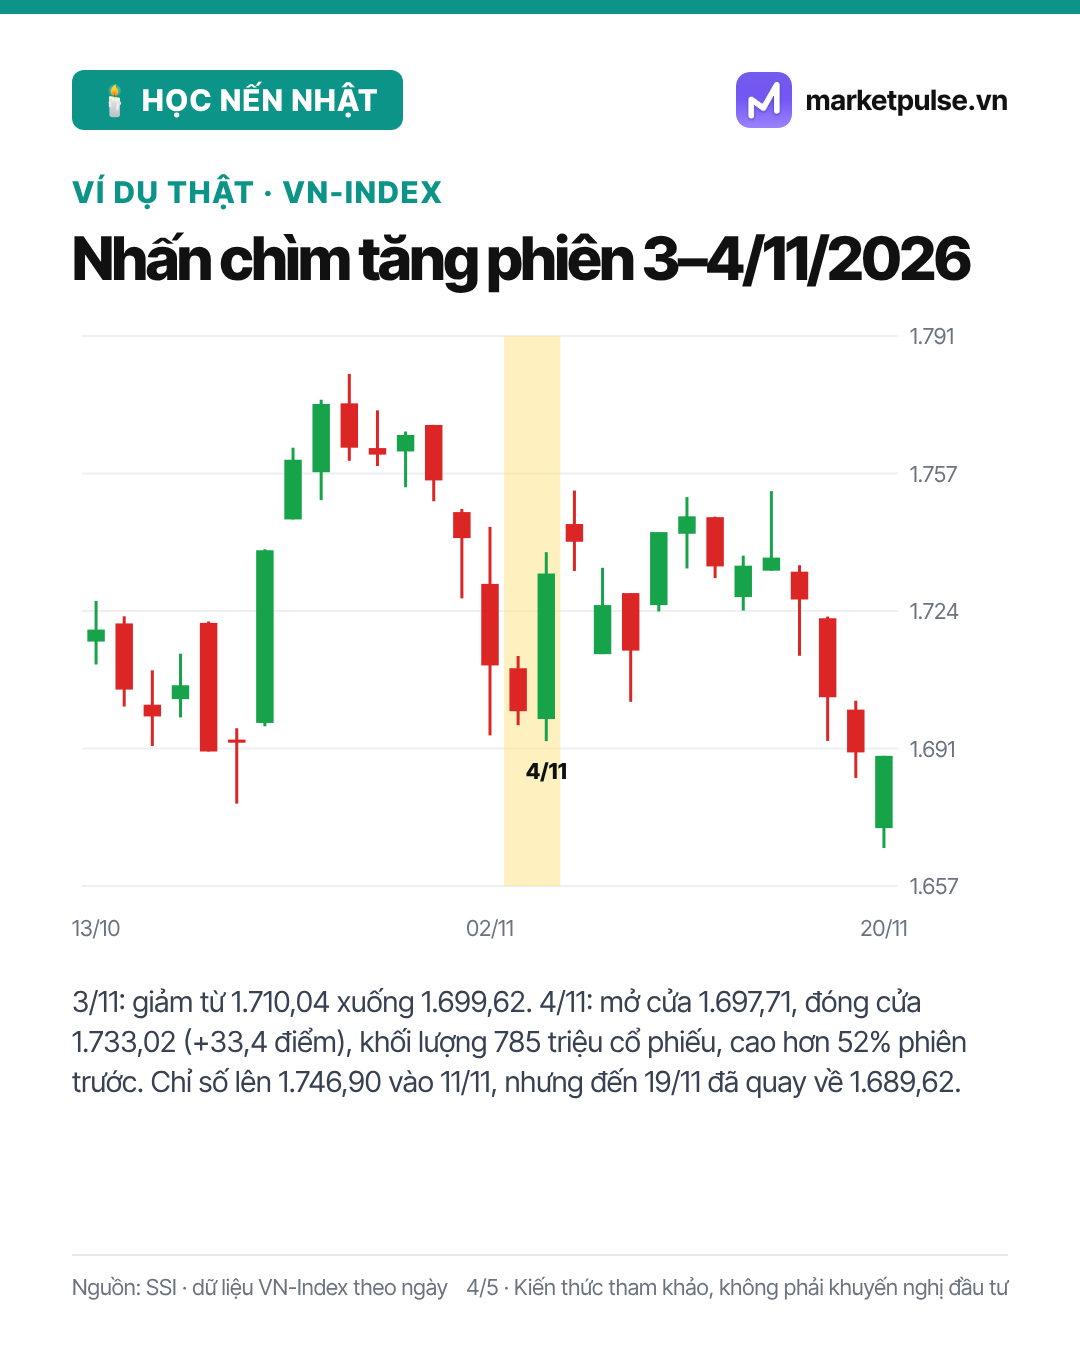 HỌC NẾN NHẬT
marketpulse.vn
VÍ DỤ THẬT · VN-INDEX
Nhấn chìm tăng phiên 3–4/11/2026
1.791
1.757
1.724
1.691
4/11
1.657
13/10
02/11
20/11
3/11: giảm từ 1.710,04 xuống 1.699,62. 4/11: mở cửa 1.697,71, đóng cửa
1.733,02 (+33,4 điểm), khối lượng 785 triệu cổ phiếu, cao hơn 52% phiên
trước. Chỉ số lên 1.746,90 vào 11/11, nhưng đến 19/11 đã quay về 1.689,62.
Nguồn: SSI · dữ liệu VN-Index theo ngày
4/5 · Kiến thức tham khảo, không phải khuyến nghị đầu tư